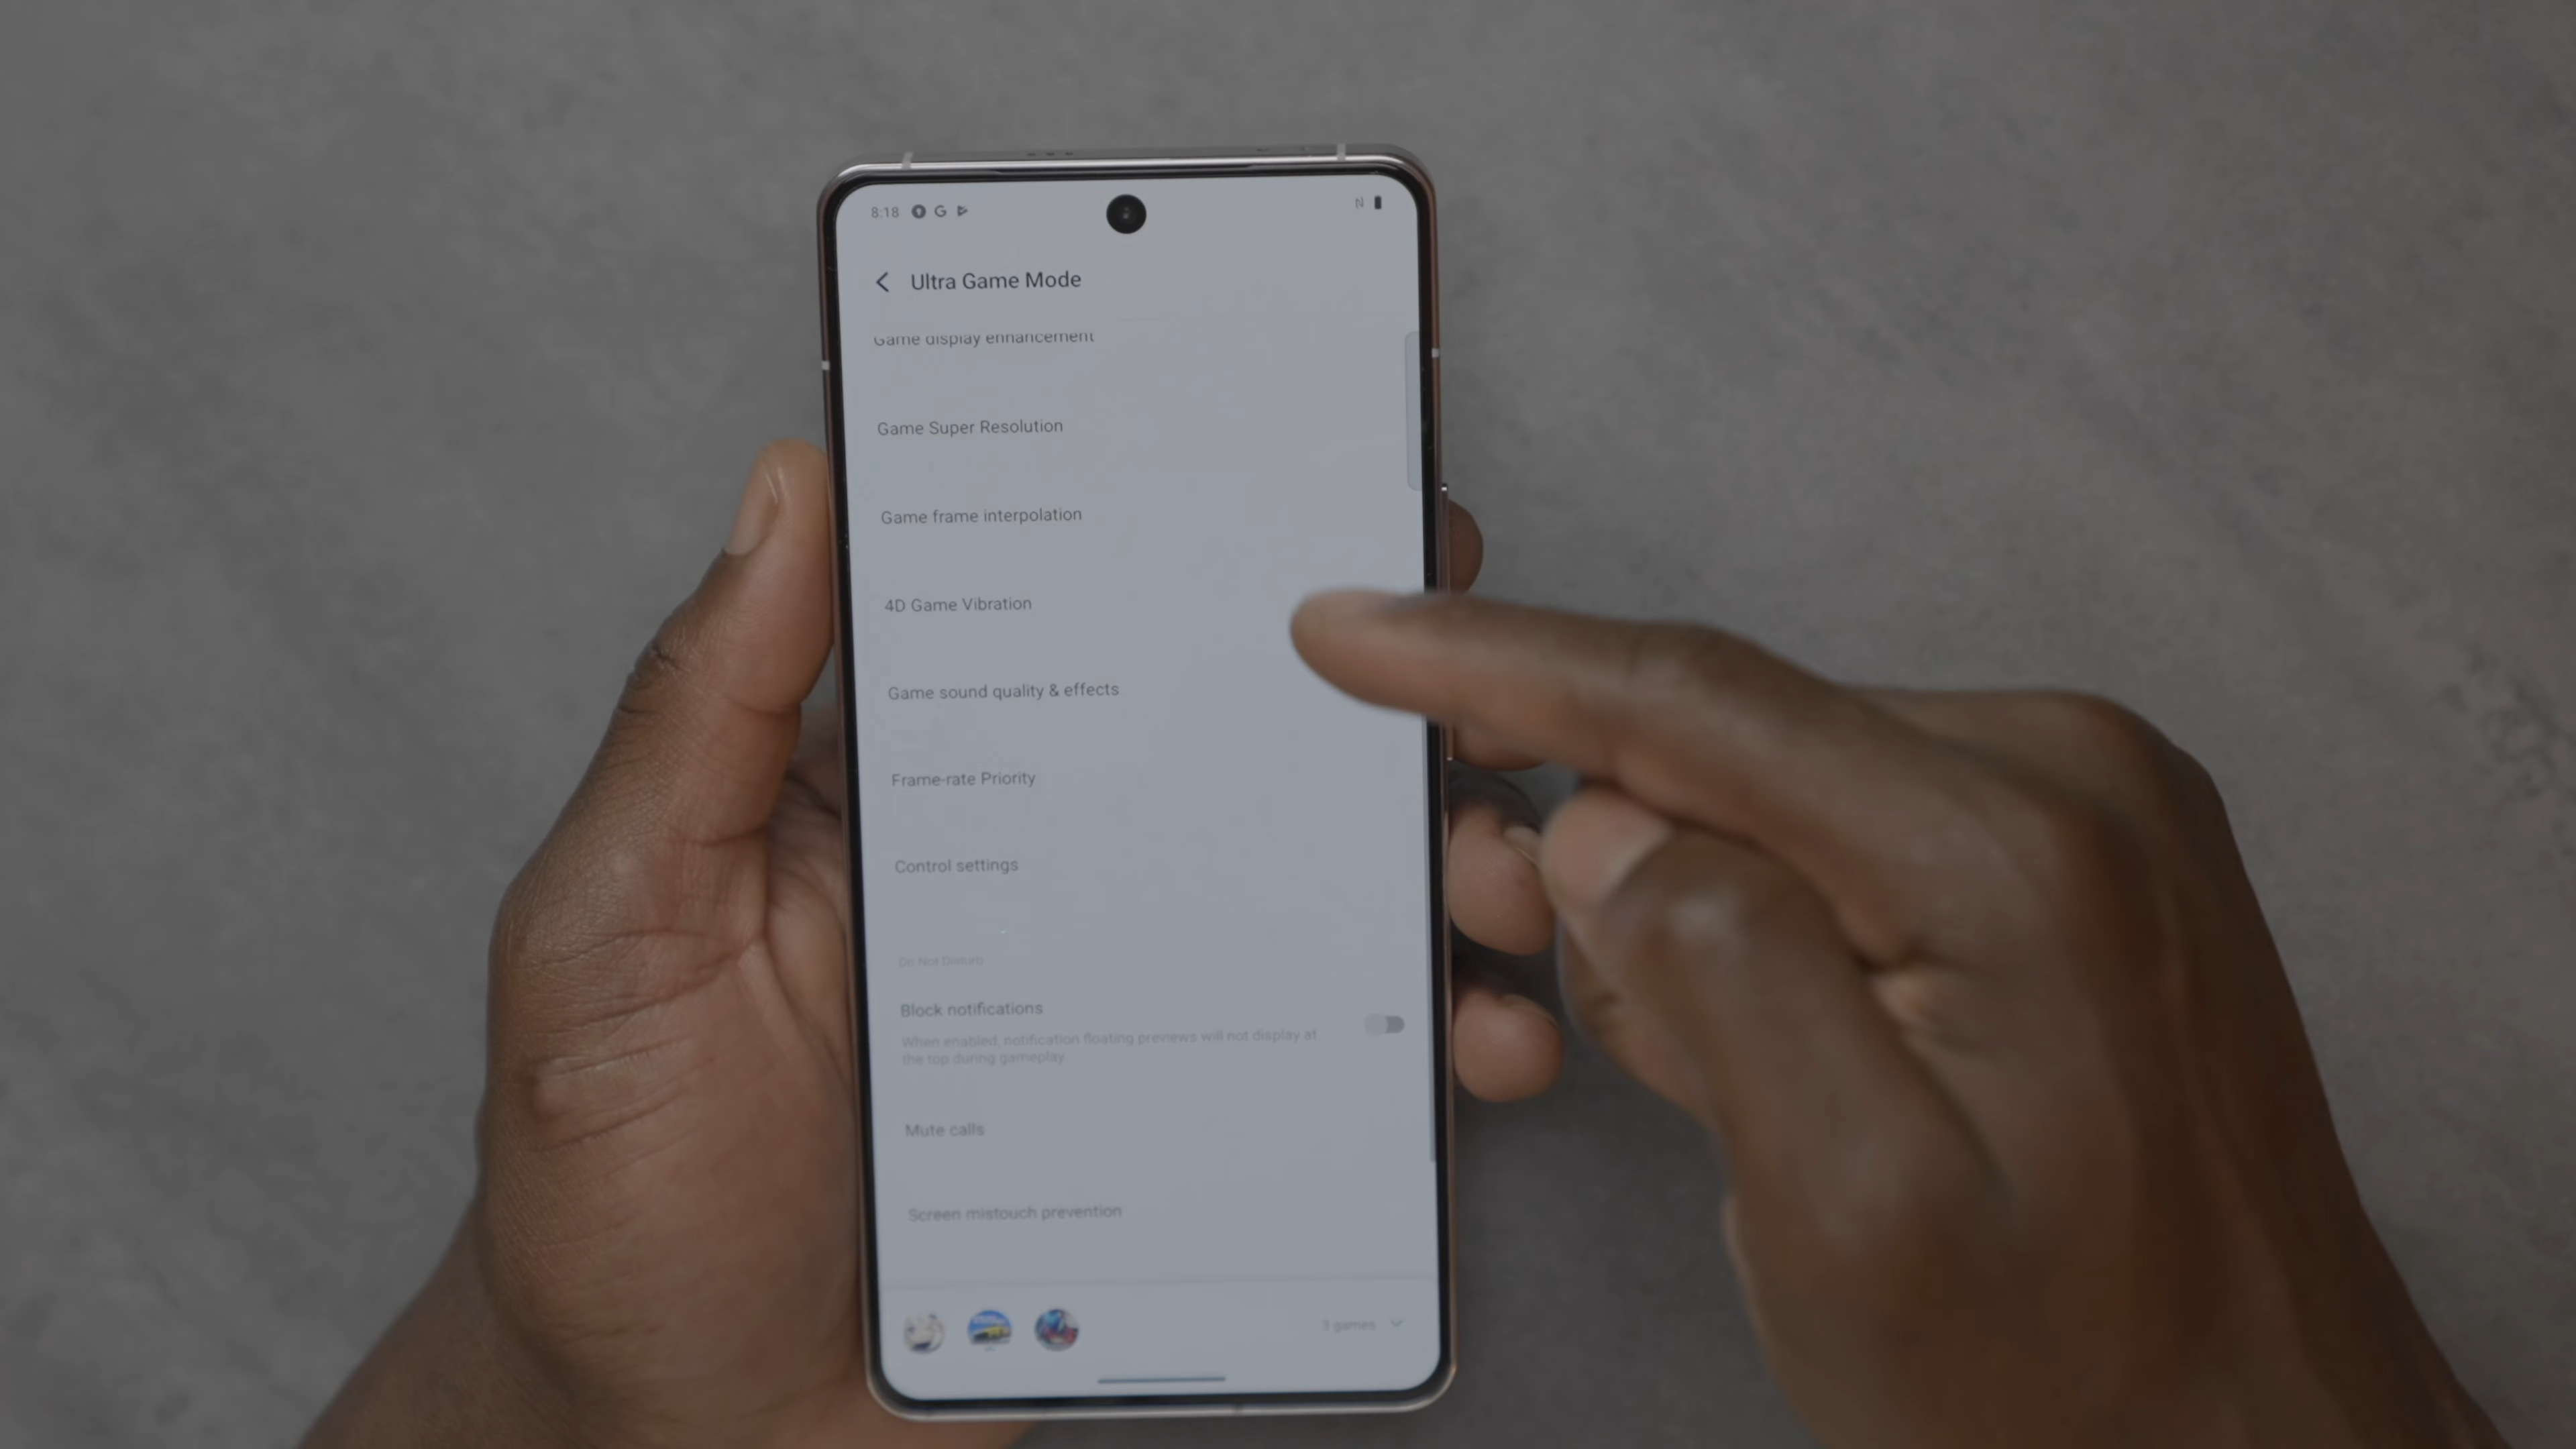 8:18 G N
Ultra Game Mode
Game display enhancement
Game Super Resolution
Game frame interpolation
4D Game Vibration
Game sound quality & effects
Frame-rate Priority
Control settings
Do Not Disturb
Block notifications
When enabled, notification floating previews will not display at
the top during gameplay.
Mute calls
Screen mistouch prevention
3 games